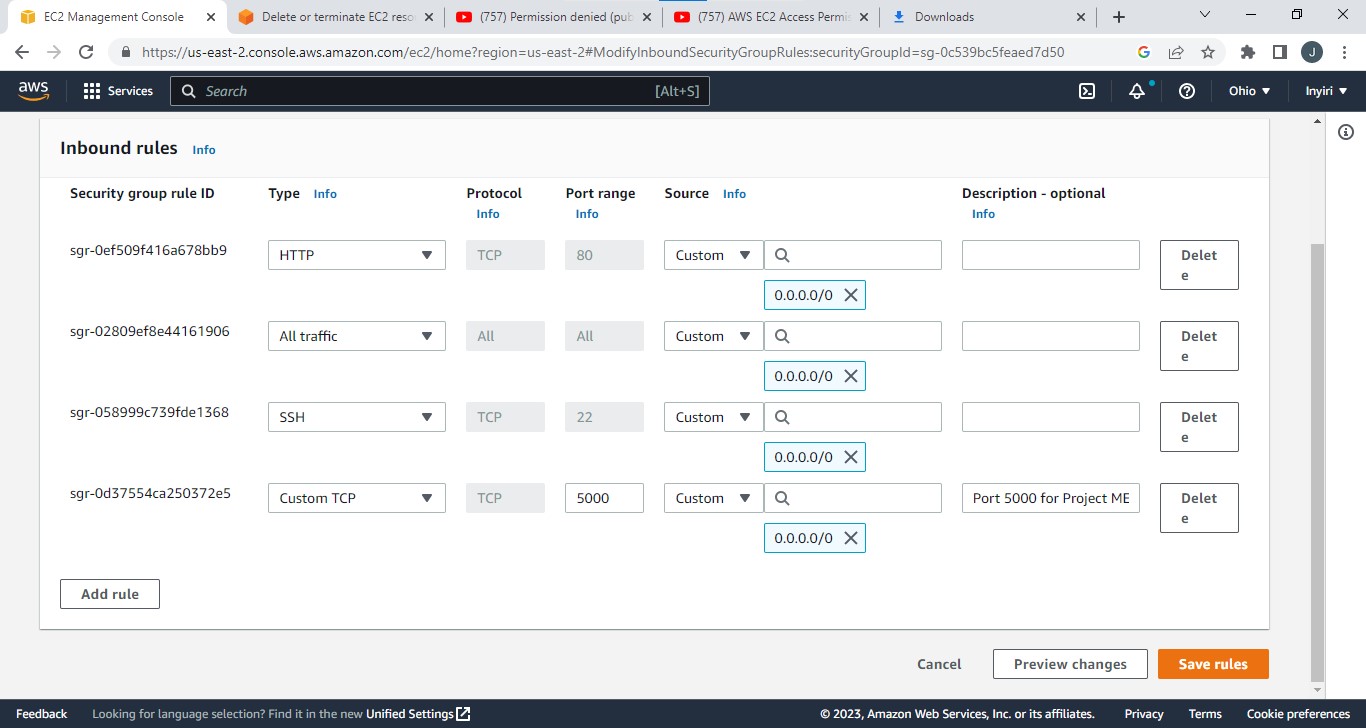 EC2 Management Console
Delete or terminate EC2 reso
(757) Permission denied (pub
(757) AWS EC2 Access Permis
Downloads
https://us-east-2.console.aws.amazon.com/ec2/home?region=us-east-2#ModifyInboundSecurityGroupRules:securityGroupId=sg-0c539bc5feaed7d50
J
aws
Services
Search
[Alt+S]
Ohio
Inyiri
Inbound rules Info
Security group rule ID
Type Info
Protocol
Info
Port range
Info
Source Info
Description - optional
Info
sgr-0ef509f416a678bb9
HTTP
TCP
80
Custom
Delet
e
0.0.0.0/0
sgr-02809ef8e44161906
All traffic
All
All
Custom
Delet
e
0.0.0.0/0
sgr-058999c739fde1368
SSH
TCP
22
Custom
Delet
e
0.0.0.0/0
sgr-0d37554ca250372e5
Custom TCP
TCP
5000
Custom
Port 5000 for Project ME
Delet
e
0.0.0.0/0
Add rule
Cancel
Preview changes
Save rules
Feedback
Looking for language selection? Find it in the new Unified Settings
© 2023, Amazon Web Services, Inc. or its affiliates.
Privacy
Terms
Cookie preferences